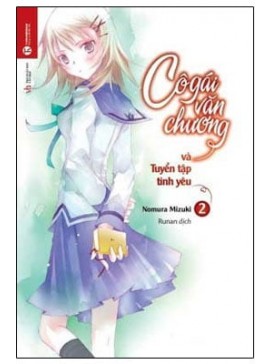 Cô gái
văn
chương
và
Tuyển tập
tình yêu
Nomura Mizuki 2
Runan dịch